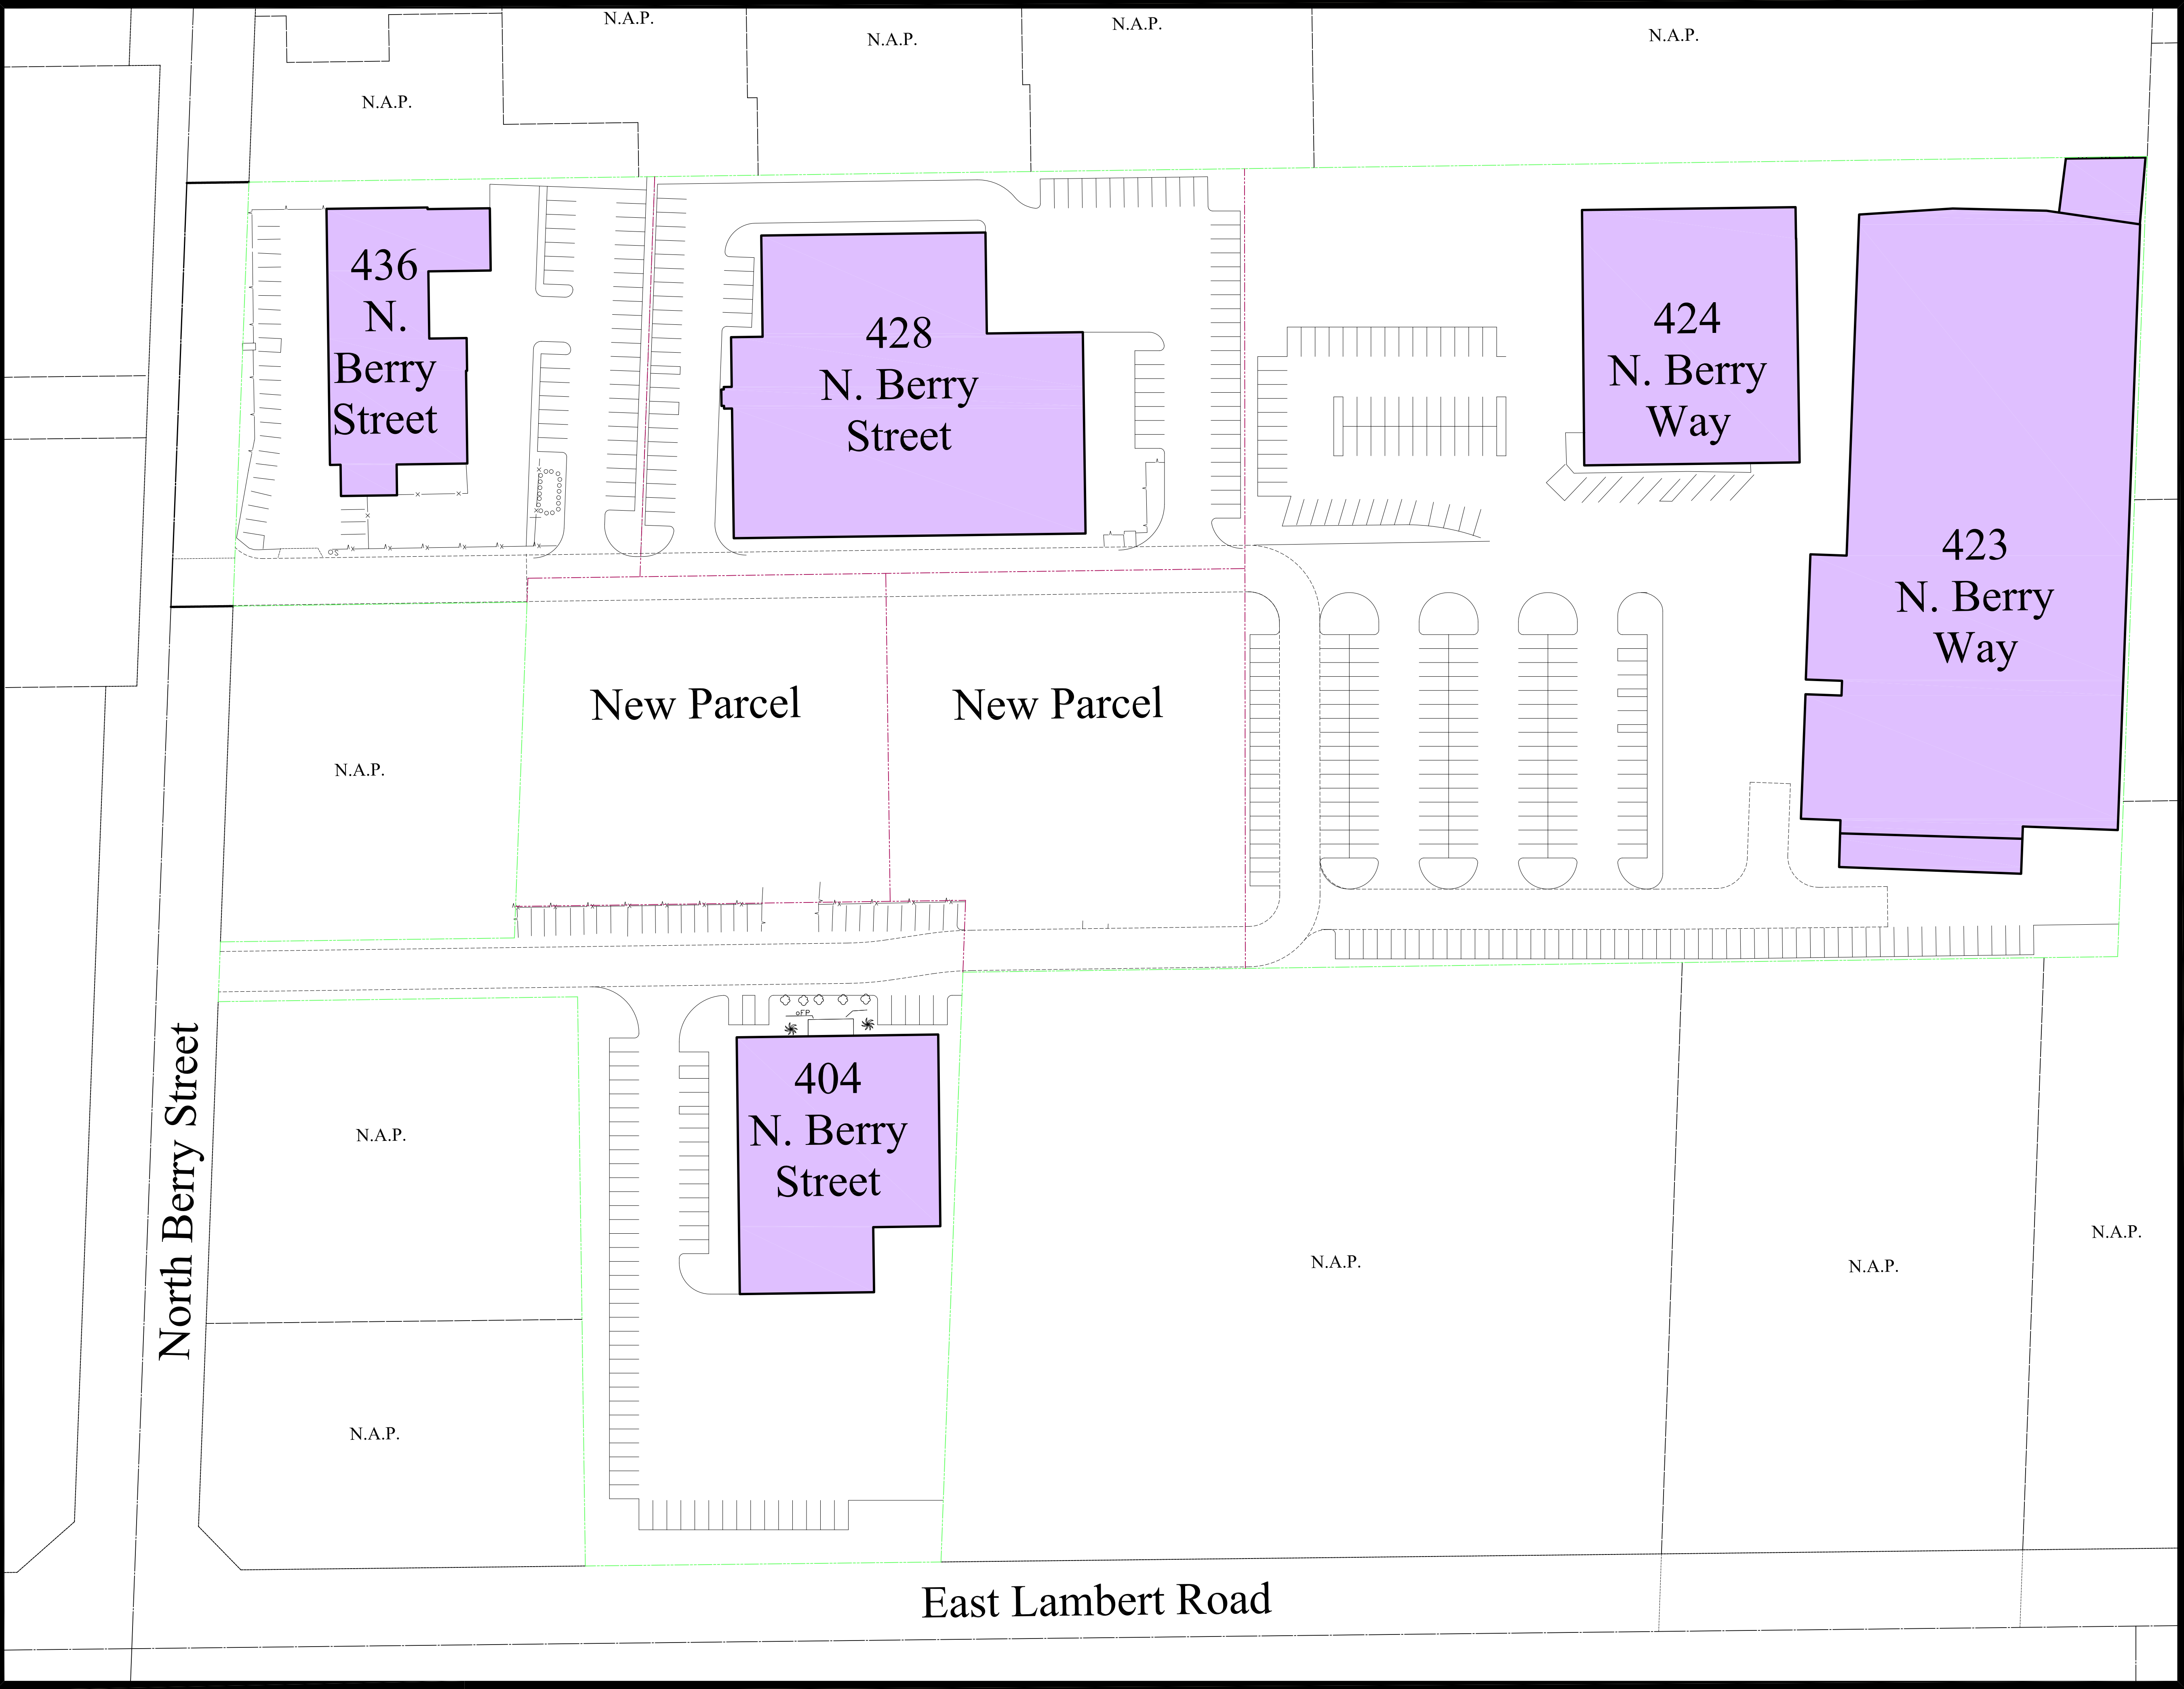 N.A.P.
N.A.P.
N.A.P.
N.A.P.
N.A.P.
436
N.
Berry
Street
428
N. Berry
Street
424
N. Berry
Way
423
N. Berry
Way
New Parcel
New Parcel
N.A.P.
FP
404
N. Berry
Street
N.A.P.
N.A.P.
N.A.P.
N.A.P.
N.A.P.
North Berry Street
East Lambert Road